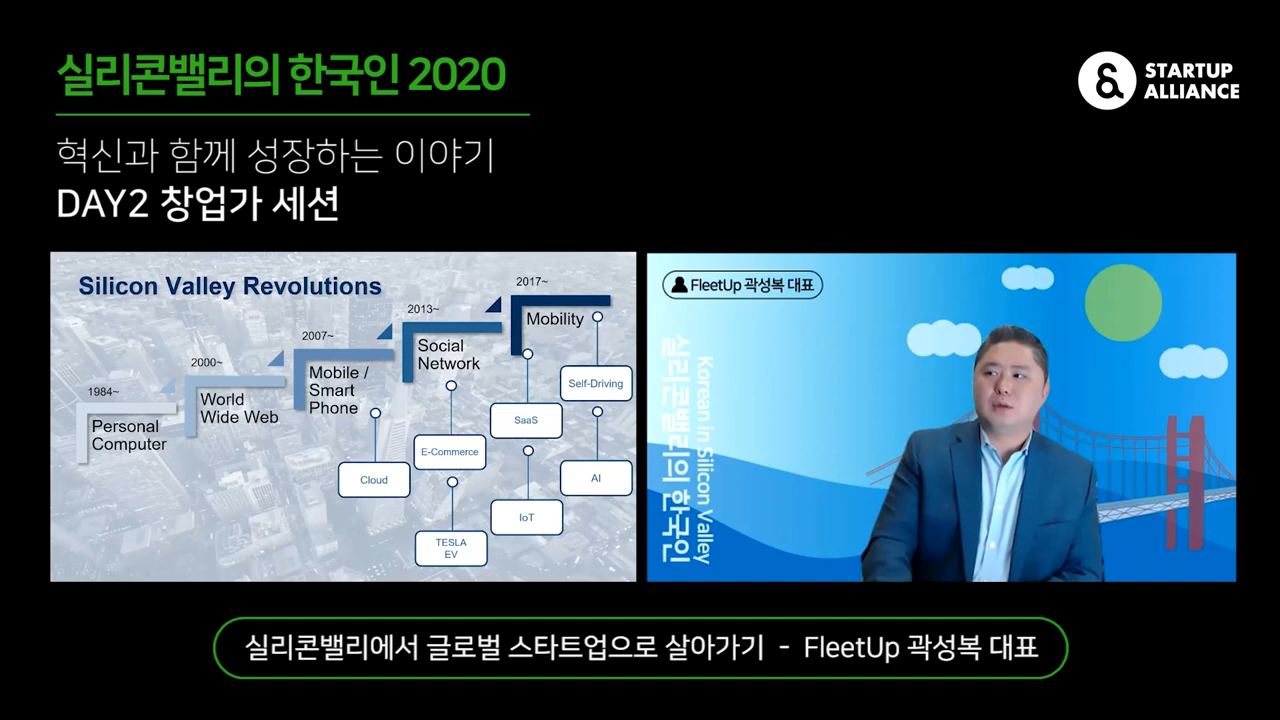 실리콘밸리의 한국인 2020
STARTUP
ALLIANCE
혁신과 함께 성장하는 이야기
DAY2 창업가 세션
Silicon Valley Revolutions
1984~
Personal
Computer
2000~
World
Wide Web
2007~
Mobile /
Smart
Phone
Cloud
2013~
Social
Network
E-Commerce
TESLA
EV
2017~
Mobility
SaaS
IoT
Self-Driving
AI
FleetUp 곽성복 대표
Korean in Silicon Valley
실리콘밸리의 한국인
실리콘밸리에서 글로벌 스타트업으로 살아가기 - FleetUp 곽성복 대표